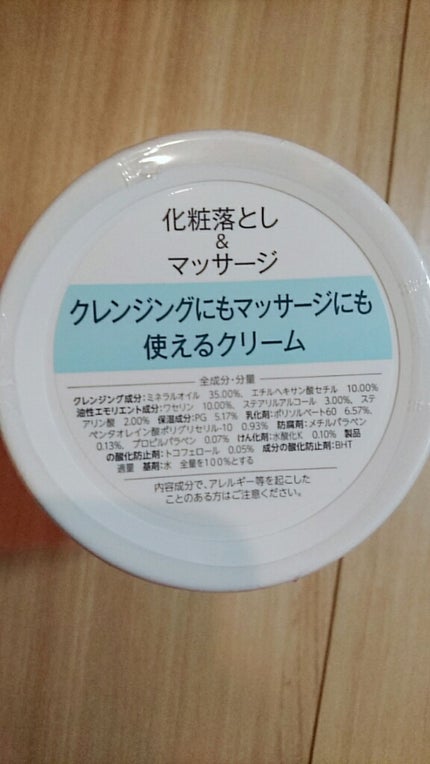 化粧落とし
&
マッサージ
クレンジングにもマッサージにも
使えるクリーム
全成分・分量
クレンジング成分:ミネラルオイル 35.00%、エチルヘキサン酸セチル 10.00%
油性エモリエント成分:ワセリン 10.00%、ステアリルアルコール 3.00%、ステ
アリン酸 2.00% 保湿成分:PG 5.17% 乳化剤:ポリソルベート60 6.57%、
ペンタオレイン酸ポリグリセリル-10 0.93% 防腐剤:メチルパラベン
0.13%、プロピルパラベン 0.07% けん化剤:水酸化K 0.10% 製品
の酸化防止剤:トコフェロール 0.05% 成分の酸化防止剤:BHT
適量 基剤:水 全量を100%とする
内容成分で、アレルギー等を起こした
ことのある方はご注意ください。